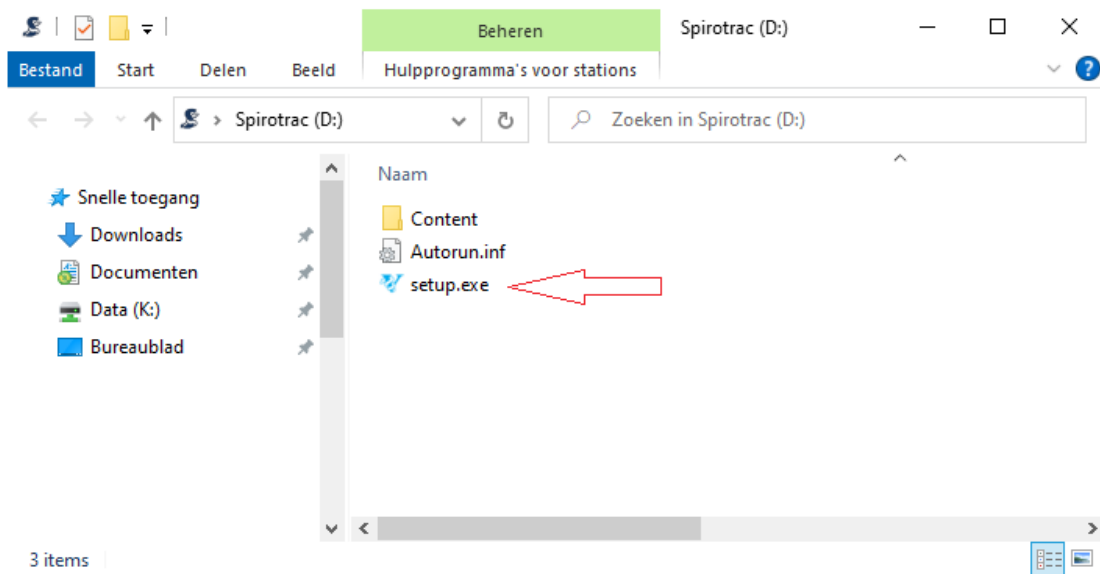 Beheren
Spirotrac (D:)
Bestand
Start
Delen
Beeld
Hulpprogramma's voor stations
?
> Spirotrac (D:)
Zoeken in Spirotrac (D:)
Snelle toegang
Downloads
Documenten
Data (K:)
Bureaublad
Naam
Content
Autorun.inf
setup.exe
3 items